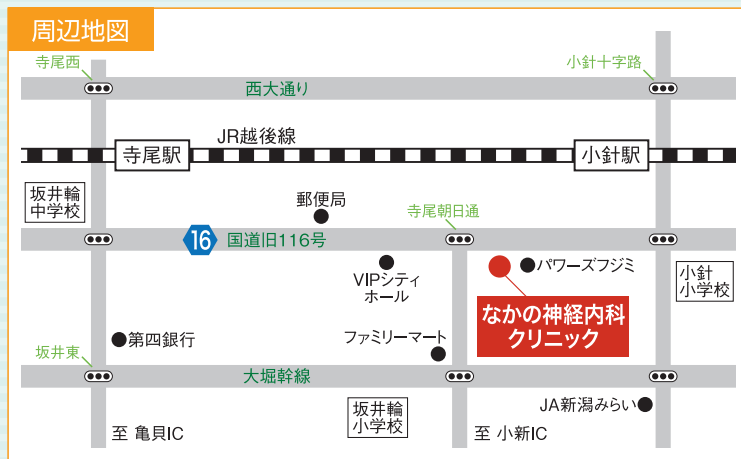 周辺地図
寺尾西
小針十字路
西大通り
JR越後線
寺尾駅
小針駅
坂井輪
中学校
郵便局
寺尾朝日通
16
国道旧116号
VIPシティ
ホール
パワーズフジミ
小針
小学校
なかの神経内科
クリニック
第四銀行
ファミリーマート
坂井東
大堀幹線
坂井輪
小学校
JA新潟みらい
至 亀貝IC
至 小新IC